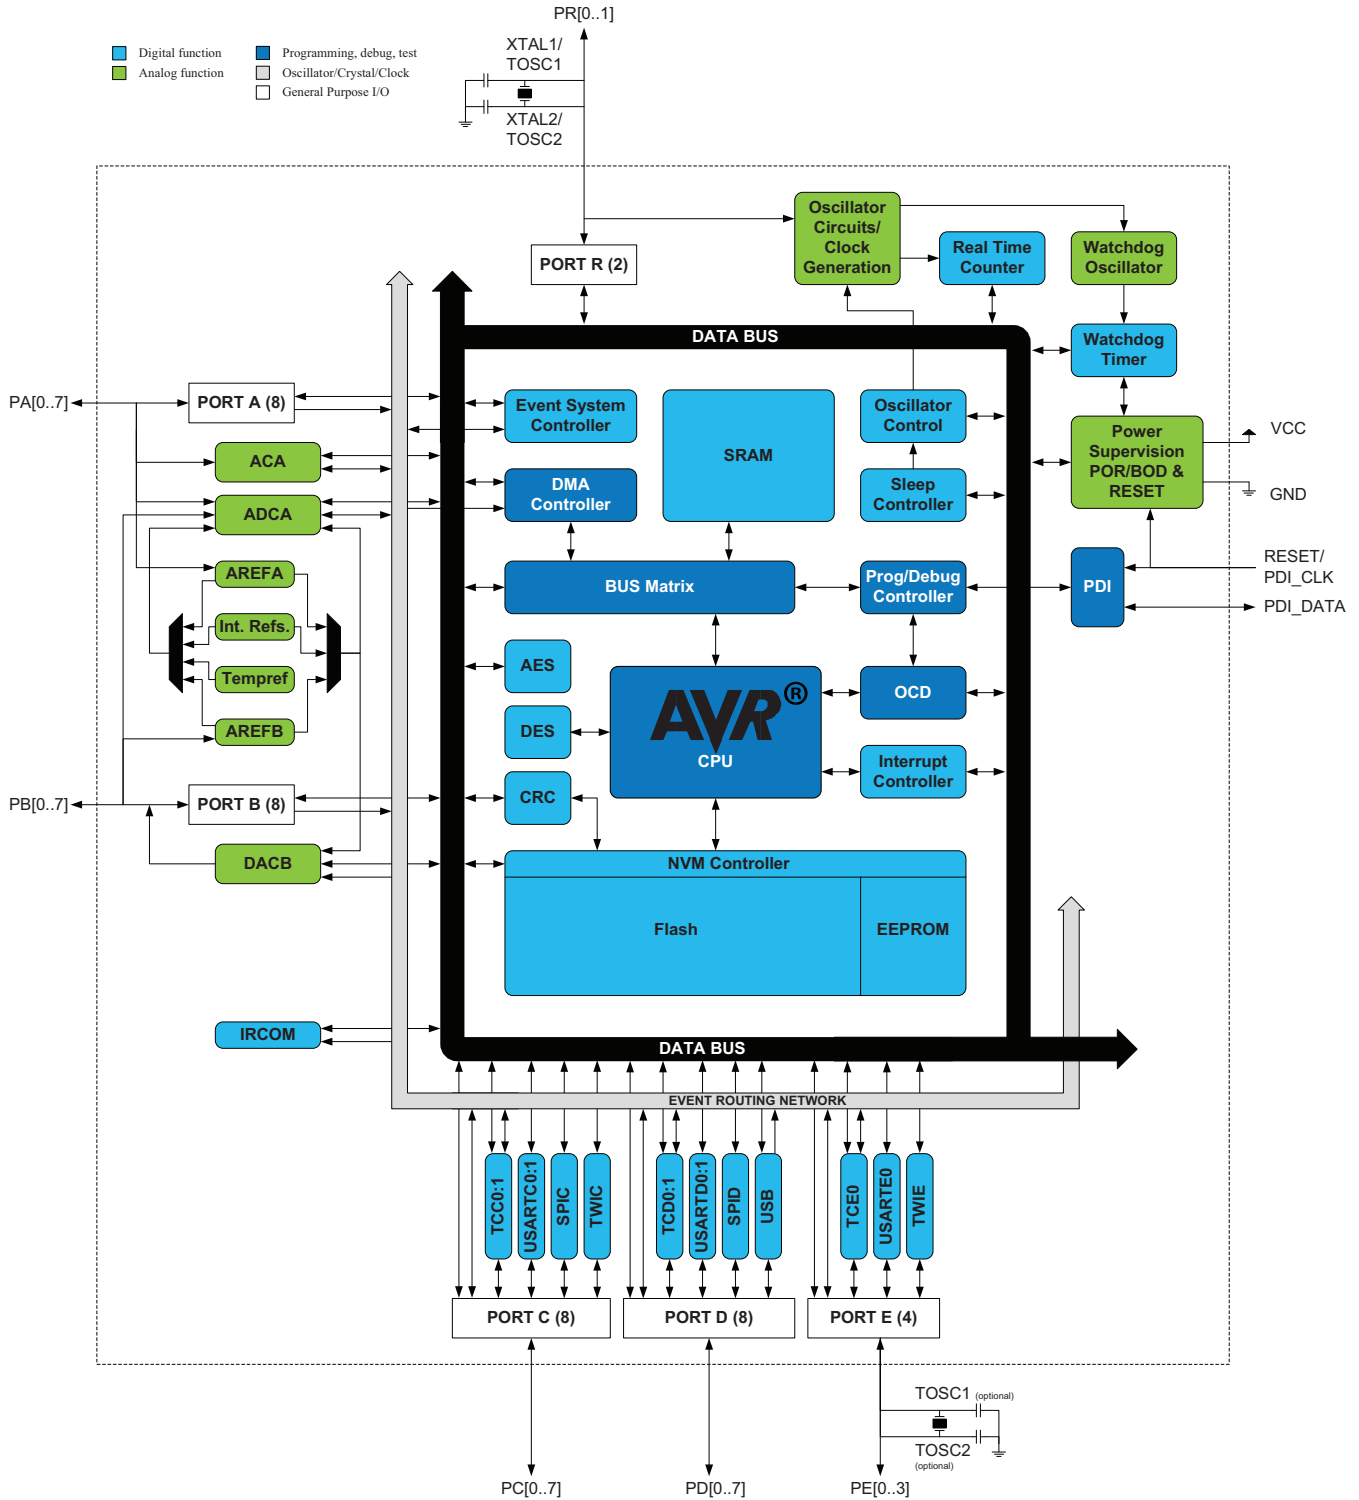 PR[0..1]
Digital function
Analog function
Programming, debug, test
Oscillator/Crystal/Clock
General Purpose I/O
XTAL1/
TOSC1
XTAL2/
TOSC2
Oscillator
Circuits/
Clock
Generation
Real Time
Counter
Watchdog
Oscillator
PORT R (2)
DATA BUS
Watchdog
Timer
PA[0..7]
PORT A (8)
Event System
Controller
SRAM
Oscillator
Control
Power
Supervision
POR/BOD &
RESET
VCC
GND
ACA
DMA
Controller
Sleep
Controller
ADCA
RESET/
PDI_CLK
PDI_DATA
AREFA
BUS Matrix
Prog/Debug
Controller
PDI
Int. Refs.
AES
Tempref
AVR®
CPU
OCD
AREFB
DES
Interrupt
Controller
PB[0..7]
PORT B (8)
CRC
DACB
NVM Controller
Flash
EEPROM
IRCOM
DATA BUS
EVENT ROUTING NETWORK
TCC0:1
USARTC0:1
SPIC
TWIC
TCD0:1
USARTD0:1
SPID
USB
TCE0
USARTE0
TWIE
PORT C (8)
PORT D (8)
PORT E (4)
TOSC1 (optional)
TOSC2
(optional)
PC[0..7]
PD[0..7]
PE[0..3]